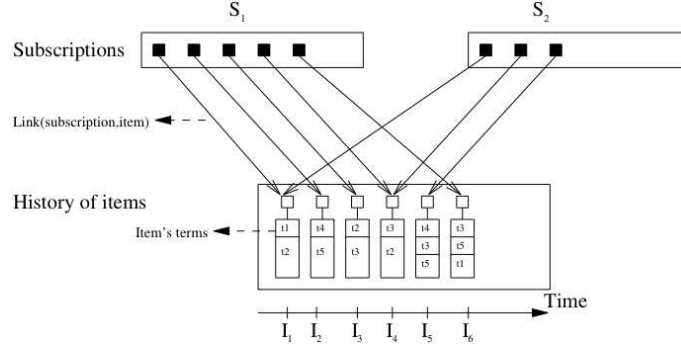 S1 S2
Subscriptions
Link(subscription,item)
History of items
t1 t4 t2 t3 t4 t3
Item's terms
t2 t5 t3 t2 t3 t5
t5 t1
Time
I1 I2 I3 I4 I5 I6